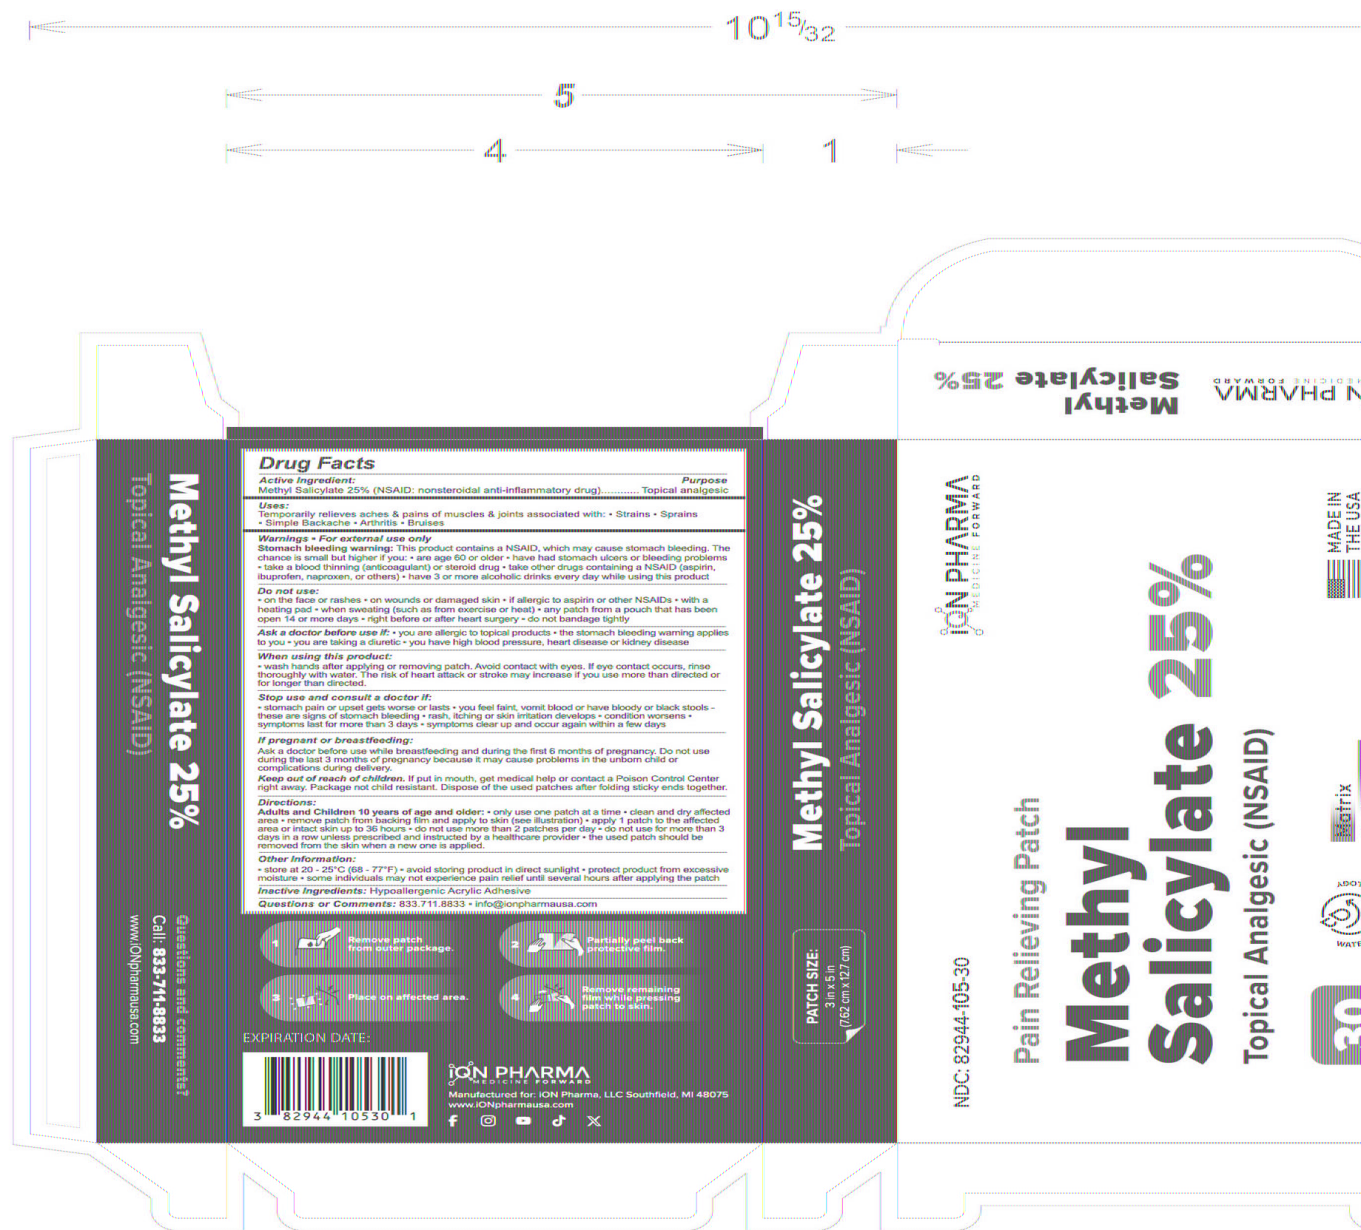 10 15/32
5
4
1
Methyl
Salicylate 25%
PHARMA
Methyl Salicylate 25%
Topical Analgesic (NSAID)
Questions and comments?
Call: 833-711-8833
www.iONpharmausa.com
Drug Facts
Active Ingredient: Purpose
Methyl Salicylate 25% (NSAID: nonsteroidal anti-inflammatory drug)............ Topical analgesic
Uses:
Temporarily relieves aches & pains of muscles & joints associated with: • Strains • Sprains
• Simple Backache • Arthritis • Bruises
Warnings • For external use only
Stomach bleeding warning: This product contains a NSAID, which may cause stomach bleeding. The
chance is small but higher if you: • are age 60 or older • have had stomach ulcers or bleeding problems
• take a blood thinning (anticoagulant) or steroid drug • take other drugs containing a NSAID (aspirin,
ibuprofen, naproxen, or others) • have 3 or more alcoholic drinks every day while using this product
Do not use:
• on the face or rashes • on wounds or damaged skin • if allergic to aspirin or other NSAIDs • with a
heating pad • when sweating (such as from exercise or heat) • any patch from a pouch that has been
open 14 or more days • right before or after heart surgery • do not bandage tightly
Ask a doctor before use if: • you are allergic to topical products • the stomach bleeding warning applies
to you • you are taking a diuretic • you have high blood pressure, heart disease or kidney disease
When using this product:
• wash hands after applying or removing patch. Avoid contact with eyes. If eye contact occurs, rinse
thoroughly with water. The risk of heart attack or stroke may increase if you use more than directed or
for longer than directed.
Stop use and consult a doctor if:
• stomach pain or upset gets worse or lasts • you feel faint, vomit blood or have bloody or black stools -
these are signs of stomach bleeding • rash, itching or skin irritation develops • condition worsens •
symptoms last for more than 3 days • symptoms clear up and occur again within a few days
If pregnant or breastfeeding:
Ask a doctor before use while breastfeeding and during the first 6 months of pregnancy. Do not use
during the last 3 months of pregnancy because it may cause problems in the unborn child or
complications during delivery.
Keep out of reach of children. If put in mouth, get medical help or contact a Poison Control Center
right away. Package not child resistant. Dispose of the used patches after folding sticky ends together.
Directions:
Adults and Children 10 years of age and older: • only use one patch at a time • clean and dry affected
area • remove patch from backing film and apply to skin (see illustration) • apply 1 patch to the affected
area or intact skin up to 36 hours • do not use more than 2 patches per day • do not use for more than 3
days in a row unless prescribed and instructed by a healthcare provider • the used patch should be
removed from the skin when a new one is applied.
Other Information:
• store at 20 - 25°C (68 - 77°F) • avoid storing product in direct sunlight • protect product from excessive
moisture • some individuals may not experience pain relief until several hours after applying the patch
Inactive Ingredients: Hypoallergenic Acrylic Adhesive
Questions or Comments: 833.711.8833 • info@ionpharmausa.com
1 Remove patch
from outer package.
2 Partially peel back
protective film.
3 Place on affected area.
4 Remove remaining
film while pressing
patch to skin.
EXPIRATION DATE:
3 82944 10530 1
iON PHARMA
MEDICINE FORWARD
Manufactured for: iON Pharma, LLC Southfield, MI 48075
www.iONpharmausa.com
Methyl Salicylate 25%
Topical Analgesic (NSAID)
PATCH SIZE:
3 in x 5 in
(7.62 cm x 12.7 cm)
iON PHARMA
MEDICINE FORWARD
NDC: 82944-105-30
Pain Relieving Patch
Methyl
Salicylate 25%
Topical Analgesic (NSAID)
MADE IN
THE USA
Matrix
30